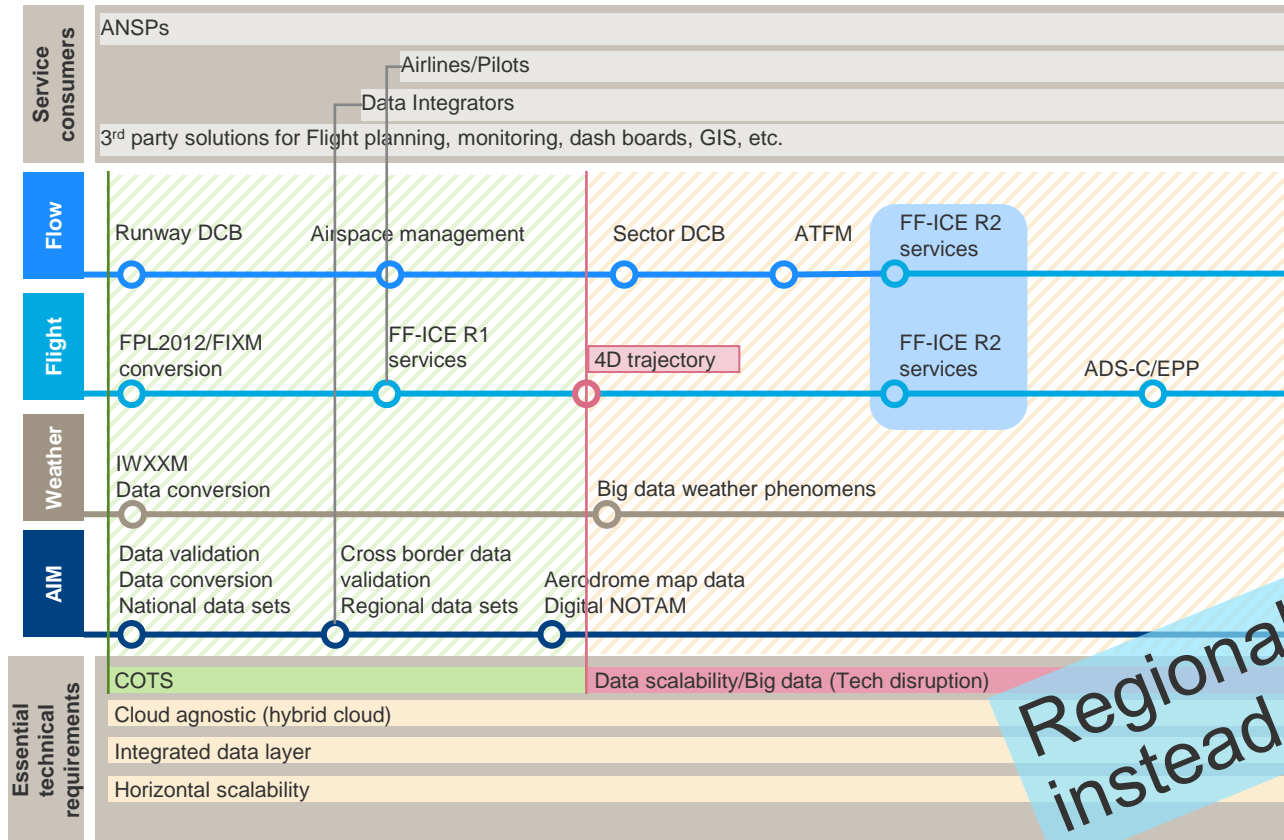 Service
consumers
ANSPs
Airlines/Pilots
Data Integrators
3rd party solutions for Flight planning, monitoring, dash boards, GIS, etc.
Flow
Runway DCB
Airspace management
Sector DCB
ATFM
FF-ICE R2
services
Flight
FPL2012/FIXM
conversion
FF-ICE R1
services
4D trajectory
FF-ICE R2
services
ADS-C/EPP
Weather
IWXXM
Data conversion
Big data weather phenomens
AIM
Data validation
Data conversion
National data sets
Cross border data
validation
Regional data sets
Aerodrome map data
Digital NOTAM
Essential
technical
requirements
COTS
Data scalability/Big data (Tech disruption)
Cloud agnostic (hybrid cloud)
Integrated data layer
Horizontal scalability
Regional
instead